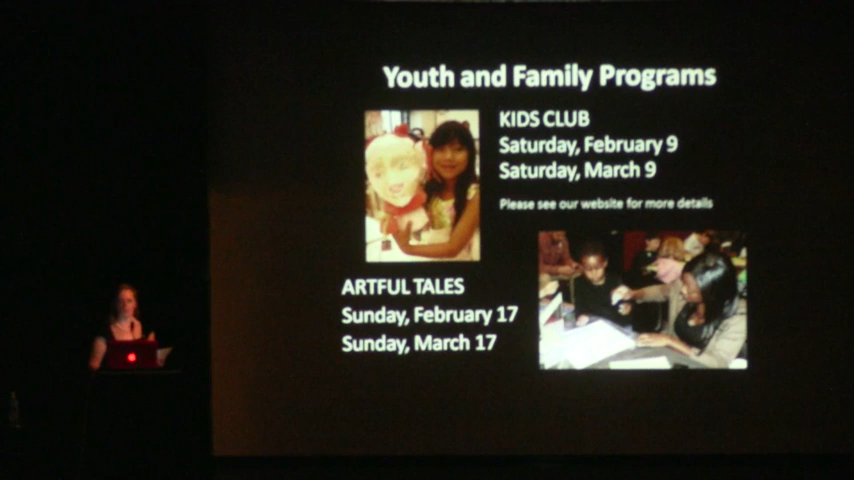 Youth and Family Programs
KIDS CLUB
Saturday, February 9
Saturday, March 9
Please see our website for more details
ARTFUL TALES
Sunday, February 17
Sunday, March 17